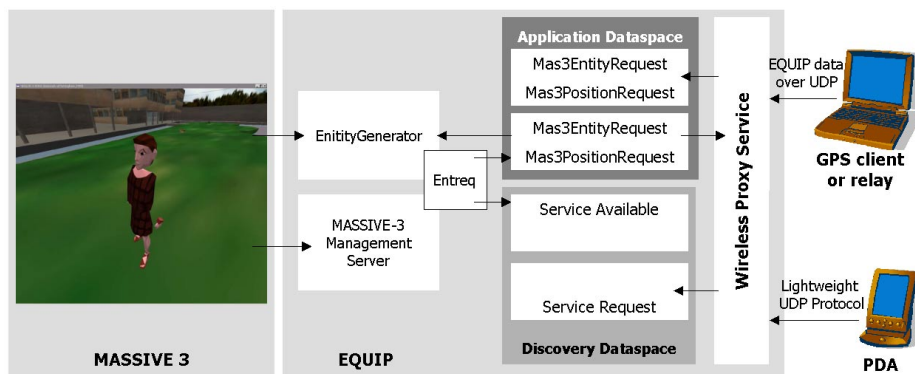 Application Dataspace
Mas3EntityRequest
Mas3PositionRequest
Mas3EntityRequest
Mas3PositionRequest
EnitityGenerator
Entreq
MASSIVE-3
Management
Server
Service Available
Service Request
Discovery Dataspace
Wireless Proxy Service
EQUIP data
over UDP
GPS client
or relay
Lightweight
UDP Protocol
PDA
MASSIVE 3
EQUIP